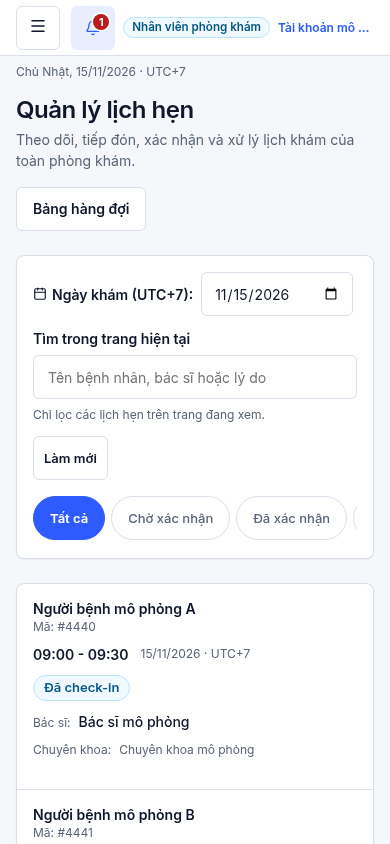 1
Nhân viên phòng khám
Tài khoản mô ...
Chủ Nhật, 15/11/2026 · UTC+7
Quản lý lịch hẹn
Theo dõi, tiếp đón, xác nhận và xử lý lịch khám của
toàn phòng khám.
Bảng hàng đợi
Ngày khám (UTC+7):
11/15/2026
Tìm trong trang hiện tại
Tên bệnh nhân, bác sĩ hoặc lý do
Chỉ lọc các lịch hẹn trên trang đang xem.
Làm mới
Tất cả
Chờ xác nhận
Đã xác nhận
Người bệnh mô phỏng A
Mã: #4440
09:00 - 09:30
15/11/2026 · UTC+7
Đã check-in
Bác sĩ: Bác sĩ mô phỏng
Chuyên khoa: Chuyên khoa mô phỏng
Người bệnh mô phỏng B
Mã: #4441